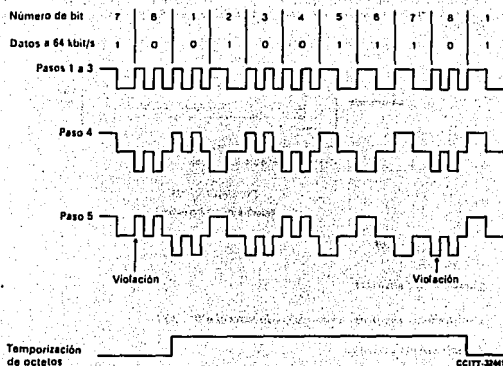 Número de bit 7 8 1 2 3 4 5 6 7 8 1
Datos a 64 kbit/s 1 0 0 1 0 0 1 1 1 0 1
Pasos 1 a 3
Paso 4
Paso 5
Violación Violación
Temporización
de octetos
CCITT-32441